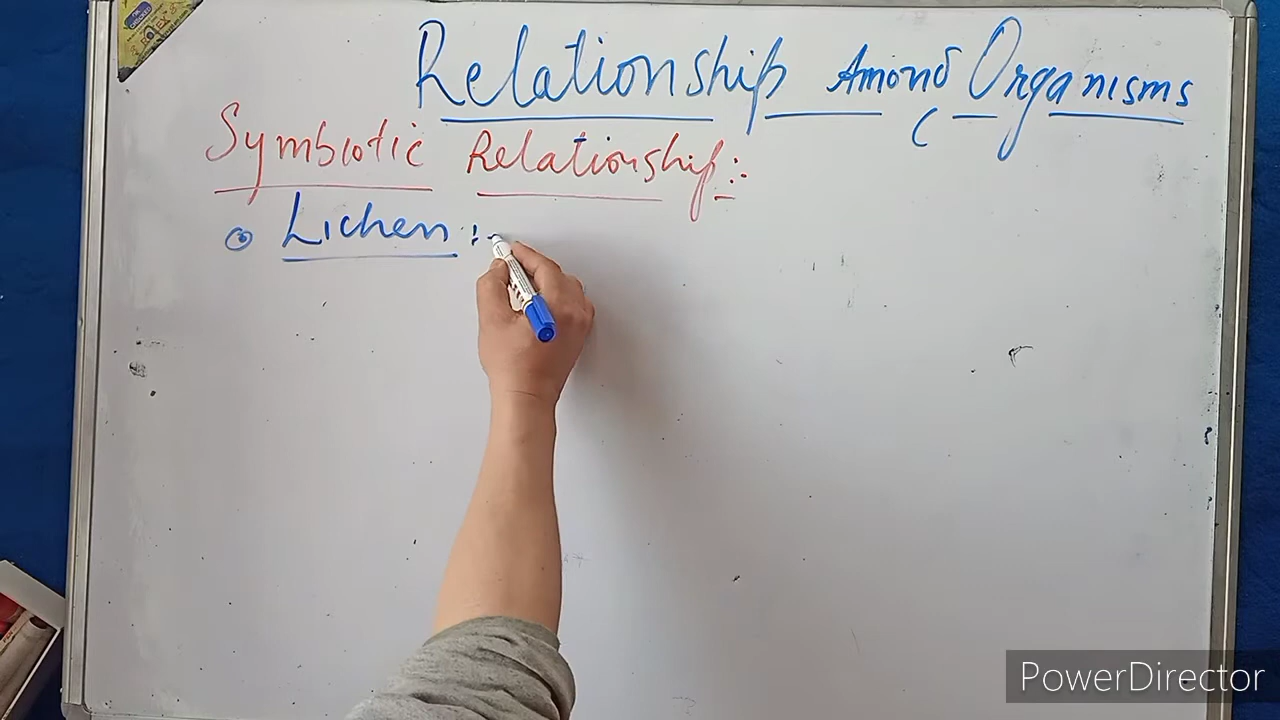 Relationship Among Organisms
Symbiotic Relationship :-
Lichen :-
PowerDirector